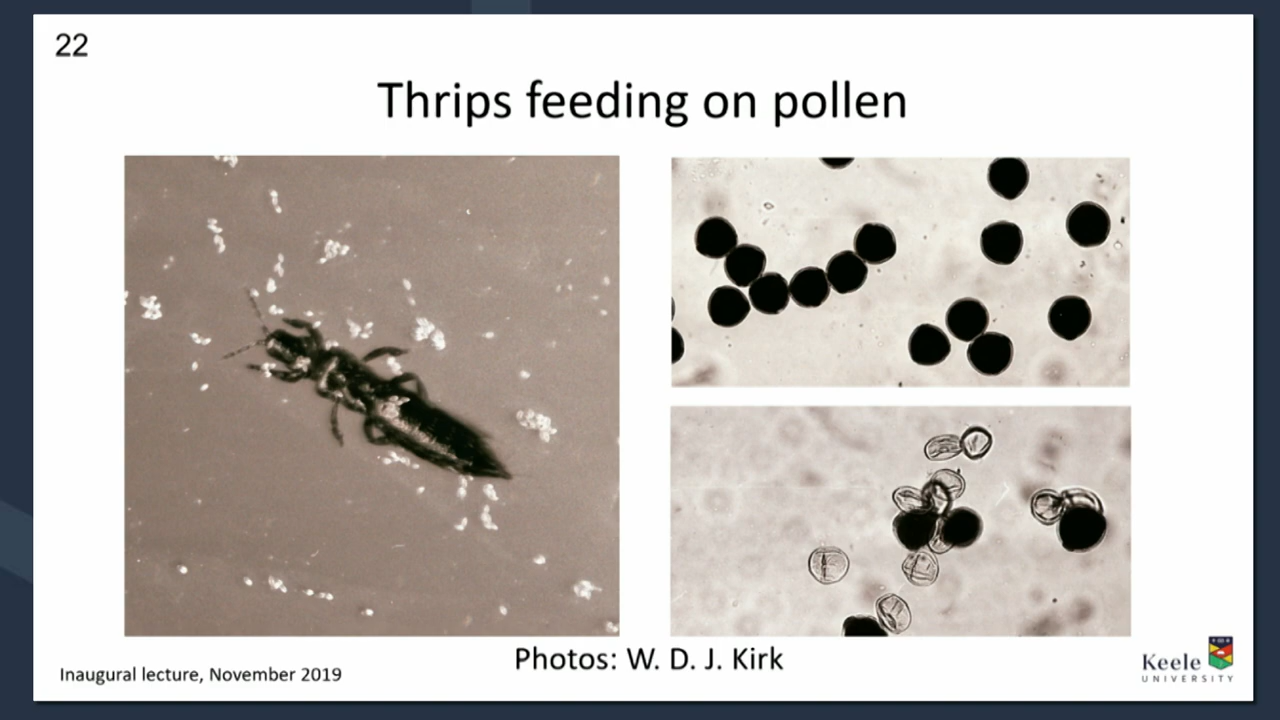 22
Thrips feeding on pollen
Photos: W. D. J. Kirk
Inaugural lecture, November 2019
Keele
UNIVERSITY